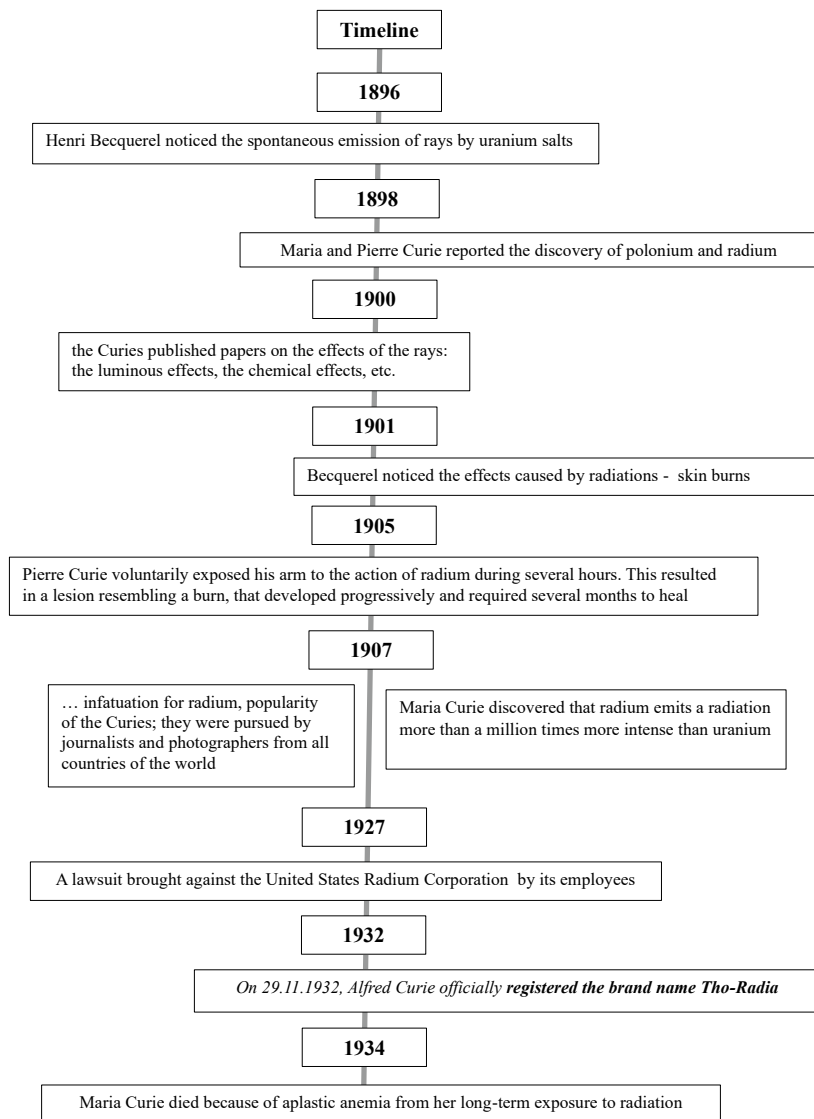 Timeline
1896
Henri Becquerel noticed the spontaneous emission of rays by uranium salts
1898
Maria and Pierre Curie reported the discovery of polonium and radium
1900
the Curies published papers on the effects of the rays:
the luminous effects, the chemical effects, etc.
1901
Becquerel noticed the effects caused by radiations - skin burns
1905
Pierre Curie voluntarily exposed his arm to the action of radium during several hours. This resulted
in a lesion resembling a burn, that developed progressively and required several months to heal
1907
… infatuation for radium, popularity
of the Curies; they were pursued by
journalists and photographers from all
countries of the world
Maria Curie discovered that radium emits a radiation
more than a million times more intense than uranium
1927
A lawsuit brought against the United States Radium Corporation by its employees
1932
On 29.11.1932, Alfred Curie officially registered the brand name Tho-Radia
1934
Maria Curie died because of aplastic anemia from her long-term exposure to radiation